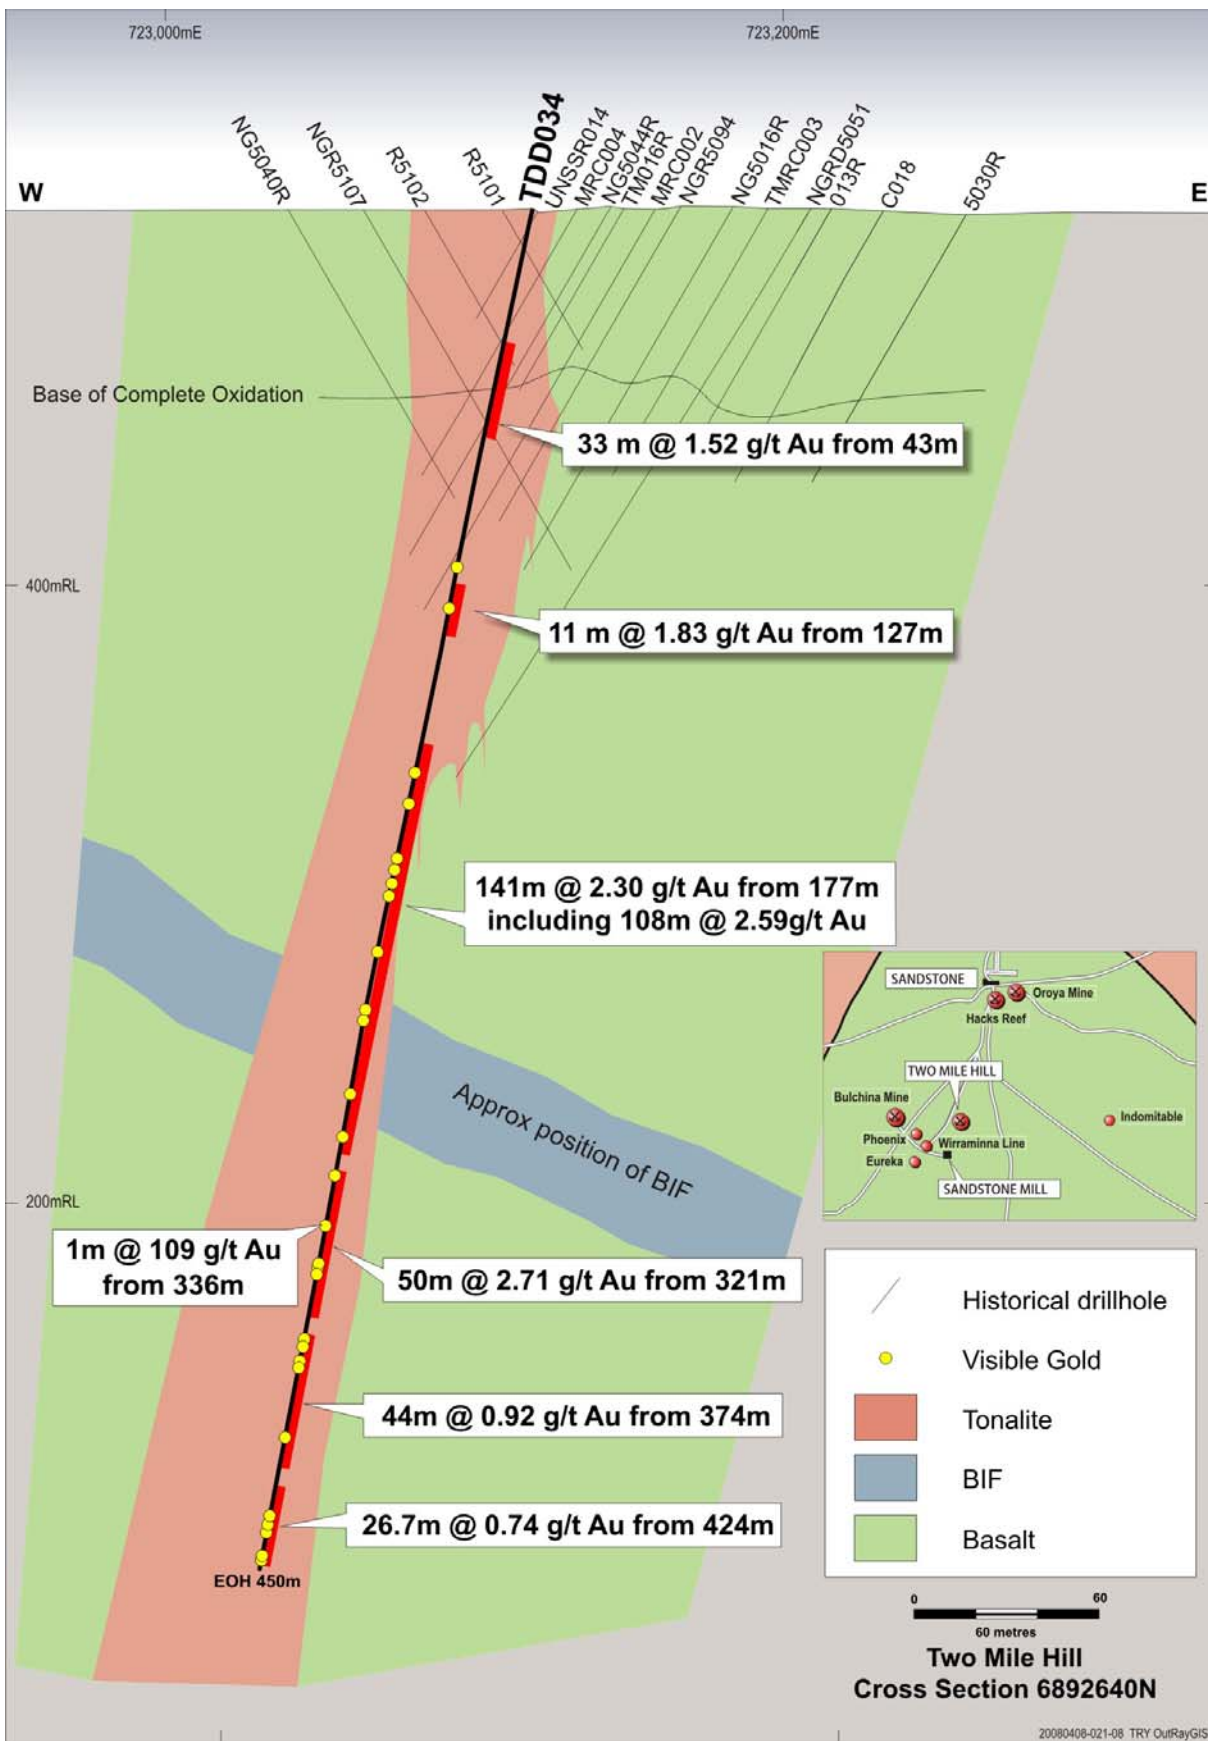 723,000mE
723,200mE
NG5040R
NGR5107
R5102
R5101
TDD034
UNSSR014
MRC004
NG5044R
TM016R
MRC002
NGR5094
NG5016R
TMRC003
NGRD5051
013R
C018
5030R
W
E
Base of Complete Oxidation
33 m @ 1.52 g/t Au from 43m
400mRL
11 m @ 1.83 g/t Au from 127m
141m @ 2.30 g/t Au from 177m
including 108m @ 2.59g/t Au
Approx position of BIF
200mRL
1m @ 109 g/t Au
from 336m
50m @ 2.71 g/t Au from 321m
44m @ 0.92 g/t Au from 374m
26.7m @ 0.74 g/t Au from 424m
EOH 450m
SANDSTONE
Oroya Mine
Hacks Reef
TWO MILE HILL
Bulchina Mine
Indomitable
Phoenix
Wirraminna Line
Eureka
SANDSTONE MILL
Historical drillhole
Visible Gold
Tonalite
BIF
Basalt
0 60
60 metres
Two Mile Hill
Cross Section 6892640N
20080408-021-08 TRY OutRayGIS